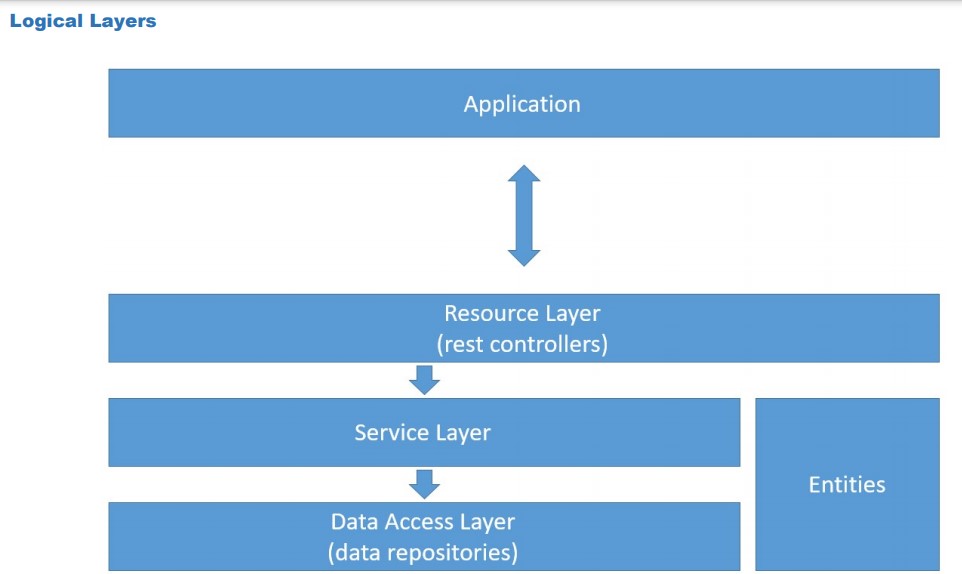 Logical Layers
Application
Resource Layer
(rest controllers)
Service Layer
Entities
Data Access Layer
(data repositories)